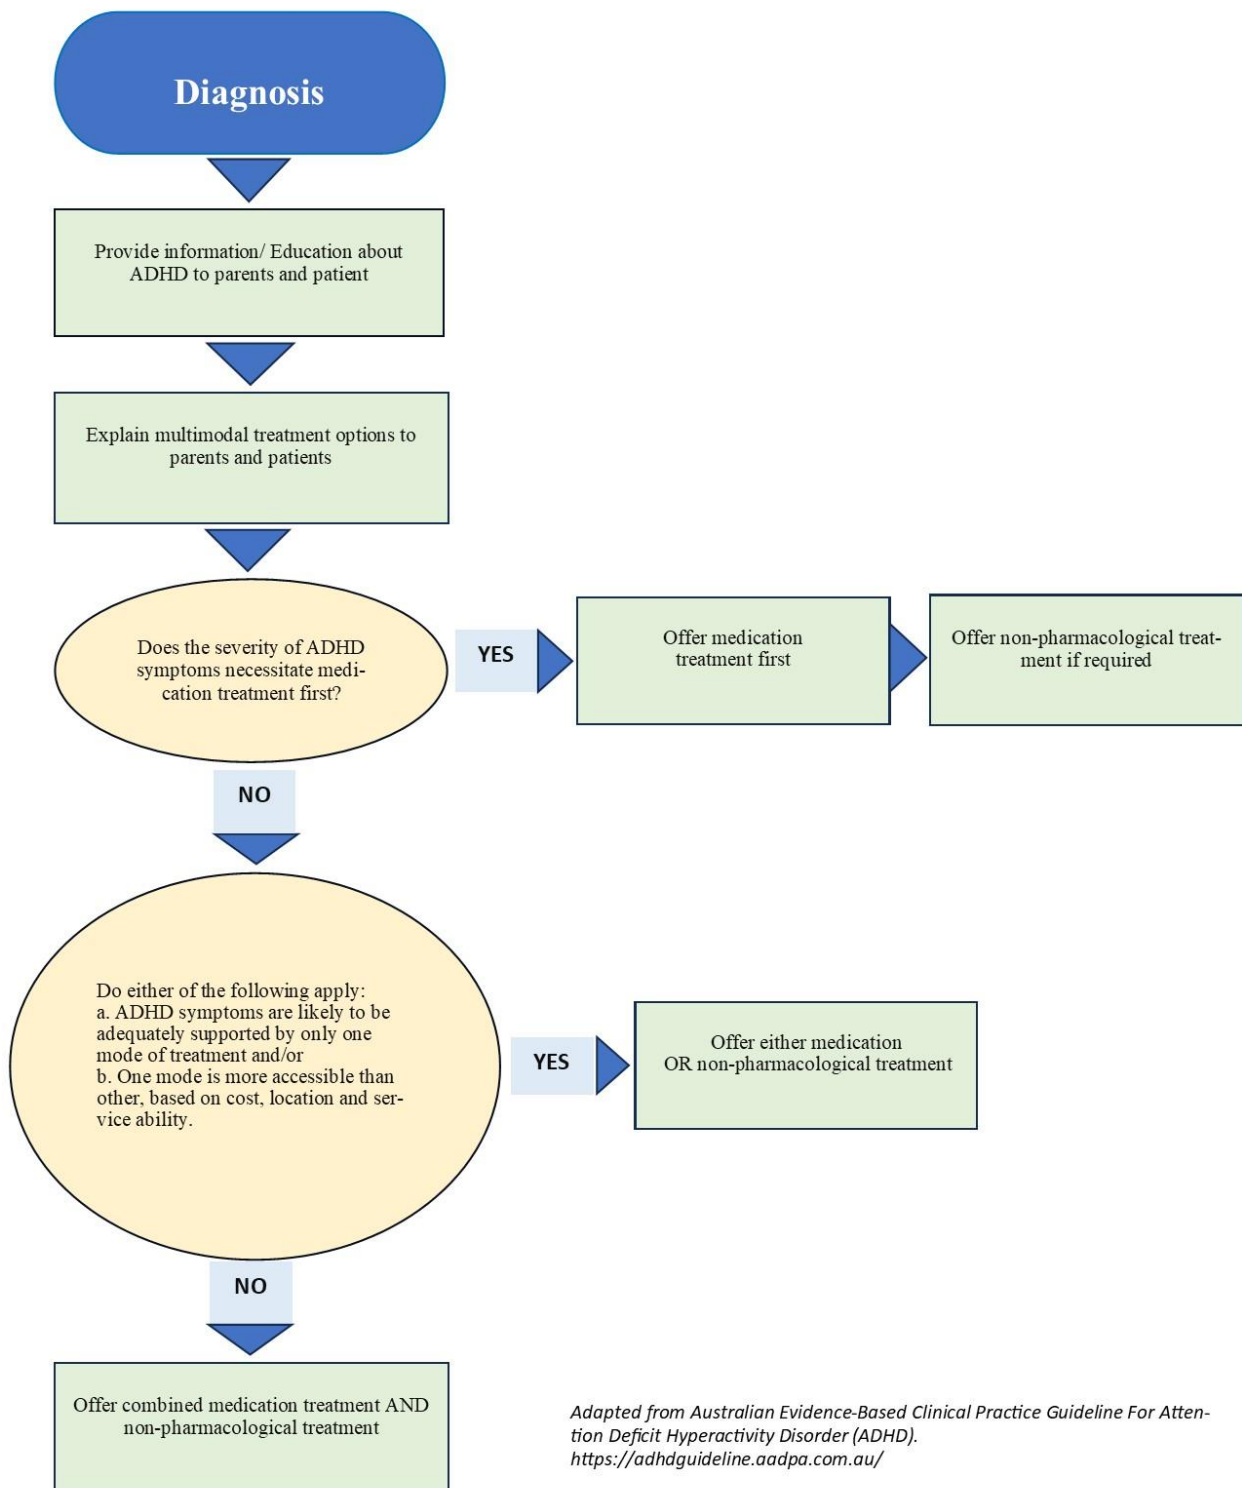 Diagnosis
Provide information/ Education about
ADHD to parents and patient
Explain multimodal treatment options to
parents and patients
Does the severity of ADHD
symptoms necessitate medi-
cation treatment first?
YES
Offer medication
treatment first
Offer non-pharmacological treat-
ment if required
NO
Do either of the following apply:
a. ADHD symptoms are likely to be
adequately supported by only one
mode of treatment and/or
b. One mode is more accessible than
other, based on cost, location and ser-
vice ability.
YES
Offer either medication
OR non-pharmacological treatment
NO
Offer combined medication treatment AND
non-pharmacological treatment
Adapted from Australian Evidence-Based Clinical Practice Guideline For Atten-
tion Deficit Hyperactivity Disorder (ADHD).
https://adhdguideline.aadpa.com.au/